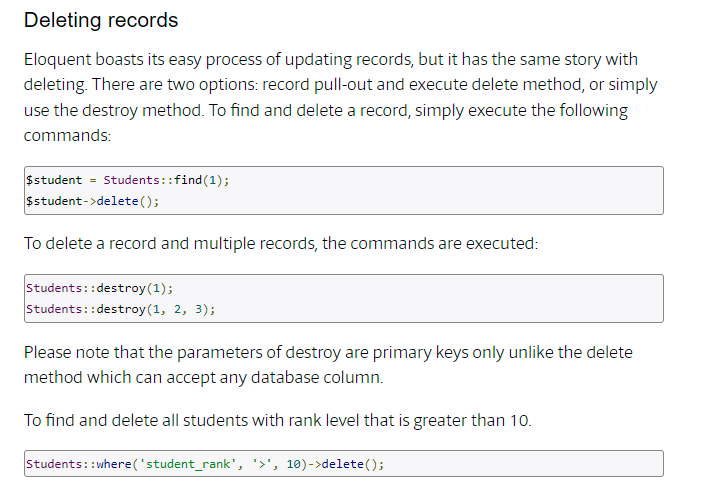 Deleting records
Eloquent boasts its easy process of updating records, but it has the same story with
deleting. There are two options: record pull-out and execute delete method, or simply
use the destroy method. To find and delete a record, simply execute the following
commands:
$student = Students::find(1);
$student->delete();
To delete a record and multiple records, the commands are executed:
Students::destroy(1);
Students::destroy(1, 2, 3);
Please note that the parameters of destroy are primary keys only unlike the delete
method which can accept any database column.
To find and delete all students with rank level that is greater than 10.
Students::where('student_rank', '>', 10)->delete();